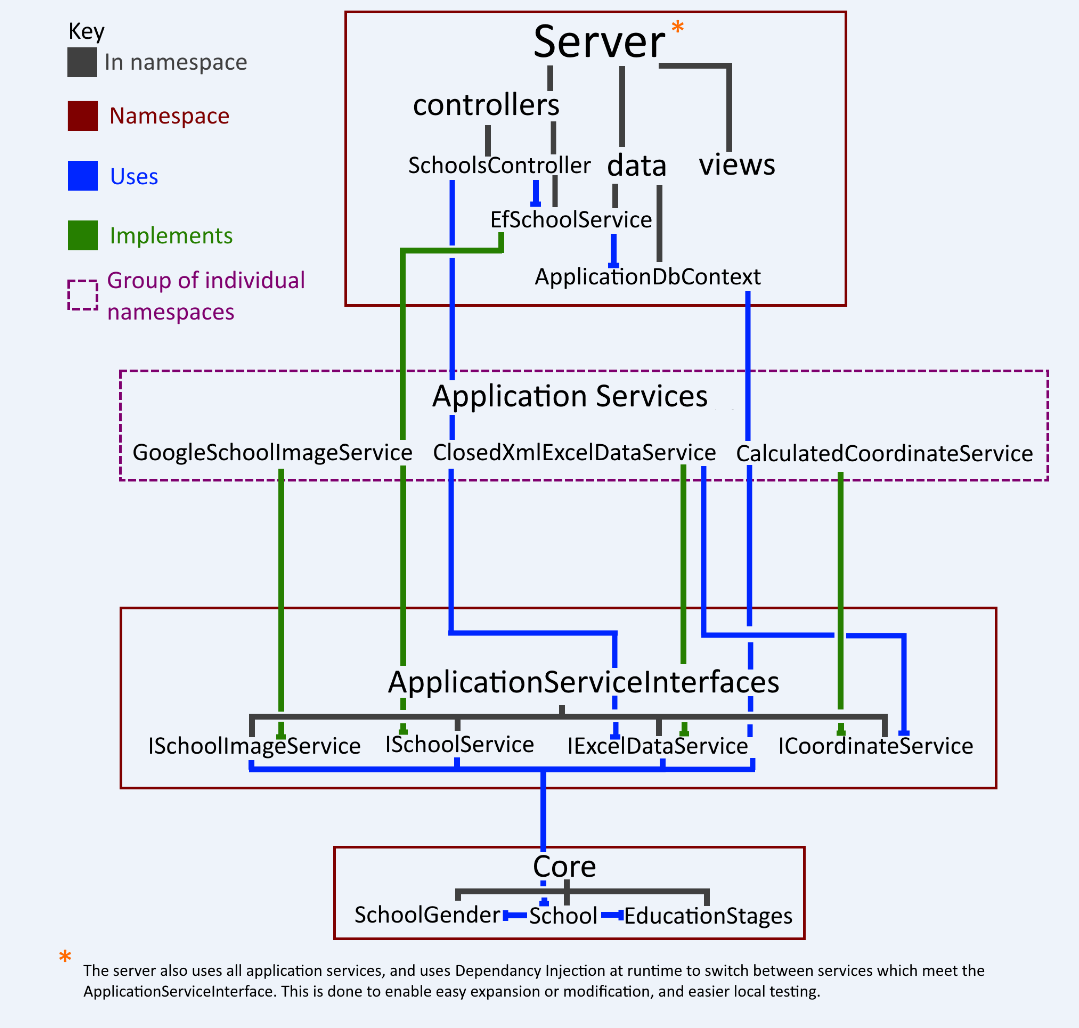 Key
In namespace
Namespace
Uses
Implements
Group of individual
namespaces
Server*
controllers
SchoolsController
data
views
EfSchoolService
ApplicationDbContext
Application Services
GoogleSchoolImageService
ClosedXmlExcelDataService
CalculatedCoordinateService
ApplicationServiceInterfaces
ISchoolImageService
ISchoolService
IExcelDataService
ICoordinateService
Core
SchoolGender
School
EducationStages
* The server also uses all application services, and uses Dependancy Injection at runtime to switch between services which meet the
ApplicationServiceInterface. This is done to enable easy expansion or modification, and easier local testing.